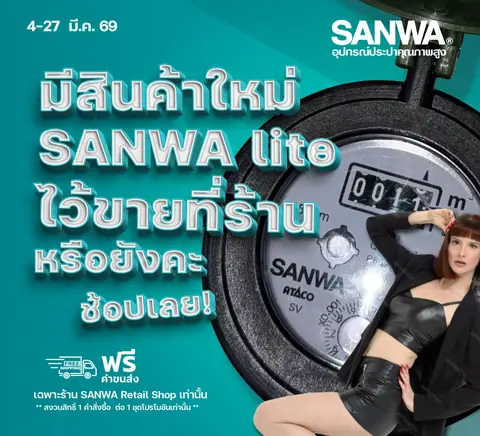 4-27 มี.ค. 69
SANWA®
อุปกรณ์ประปาคุณภาพสูง
มีสินค้าใหม่
SANWA lite
ไว้ขายที่ร้าน
หรือยังคะ
ช้อปเลย!
0011
m
SANWA
ATACO
SV
X0.001
FREE
SHIPPING
ฟรี
ค่าขนส่ง
เฉพาะร้าน SANWA Retail Shop เท่านั้น
** สงวนสิทธิ์ 1 คำสั่งซื้อ ต่อ 1 ชุดโปรโมชันเท่านั้น **